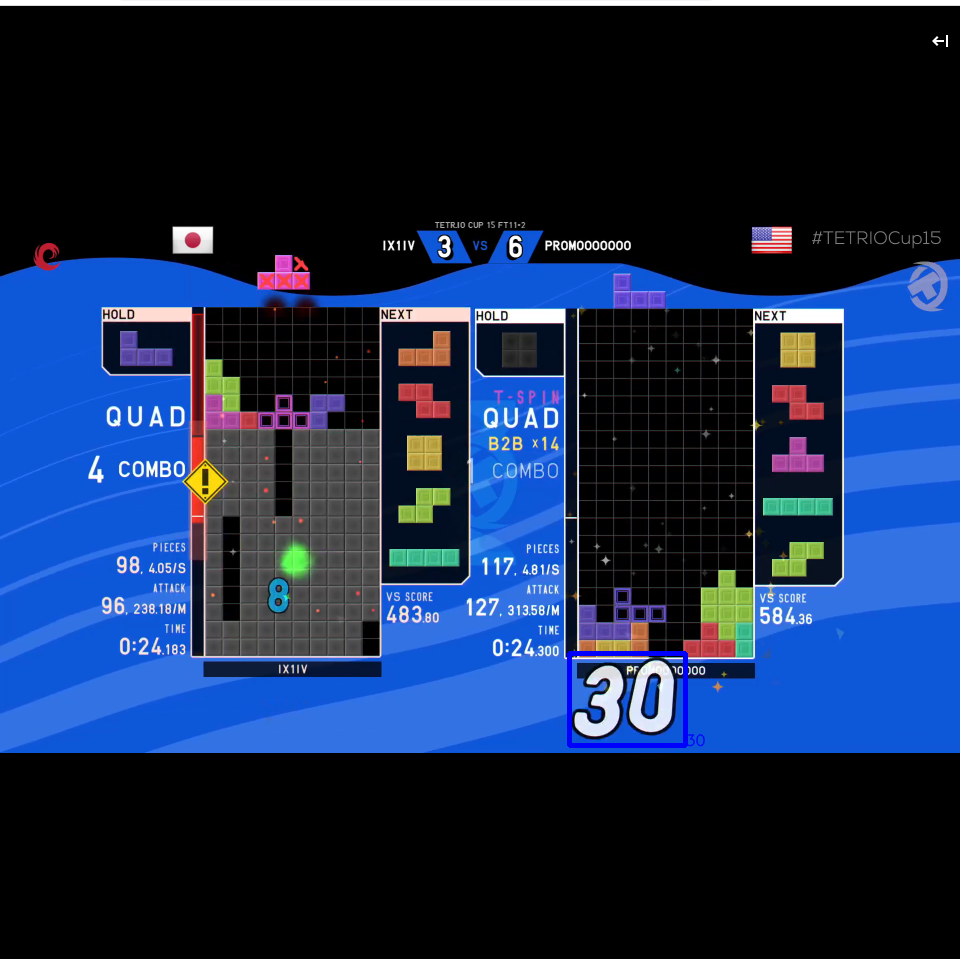 TETR.IO CUP 15 FT11·2
IX1IV 3 VS 6 PROMO0000000
#TETRIOCup15
HOLD
NEXT
QUAD
4 COMBO
PIECES
98, 4.05/S
ATTACK
96, 238.18/M
TIME
0:24.183
VS SCORE
483.80
8
IX1IV
HOLD
NEXT
T-SPIN
QUAD
B2B ×14
1 COMBO
PIECES
117, 4.81/S
ATTACK
127, 313.58/M
TIME
0:24.300
VS SCORE
584.36
30
30